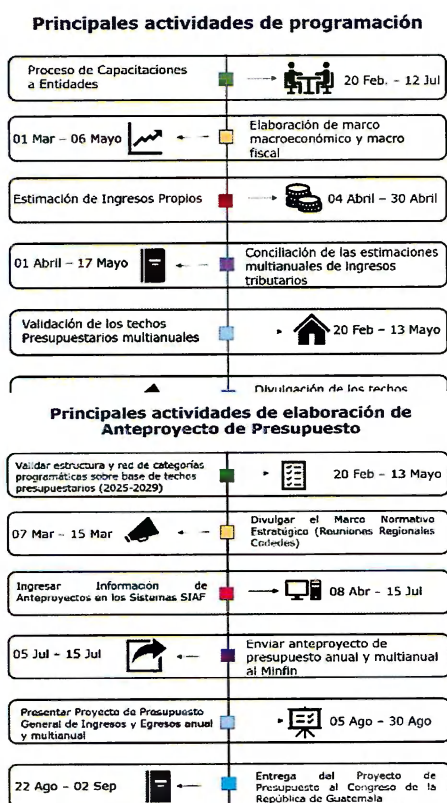 Principales actividades de programación
Proceso de Capacitaciones
a Entidades
20 Feb. – 12 Jul
01 Mar – 06 Mayo
Elaboración de marco
macroeconómico y macro
fiscal
Estimación de Ingresos Propios
04 Abril – 30 Abril
01 Abril – 17 Mayo
Conciliación de las estimaciones
multianuales de ingresos
tributarios
Validación de los techos
Presupuestarios multianuales
20 Feb – 13 Mayo
Divulgación de los techos
Principales actividades de elaboración de
Anteproyecto de Presupuesto
Validar estructura y red de categorías
programáticas sobre base de techos
presupuestarios (2025-2029)
20 Feb – 13 Mayo
07 Mar – 15 Mar
Divulgar el Marco Normativo
Estratégico (Reuniones Regionales
Codedes)
Ingresar Información de
Anteproyectos en los Sistemas SIAF
08 Abr – 15 Jul
05 Jul – 15 Jul
Enviar anteproyecto de
presupuesto anual y multianual
al Minfin
Presentar Proyecto de Presupuesto
General de Ingresos y Egresos anual
y multianual
05 Ago – 30 Ago
22 Ago – 02 Sep
Entrega del Proyecto de
Presupuesto al Congreso de la
República de Guatemala